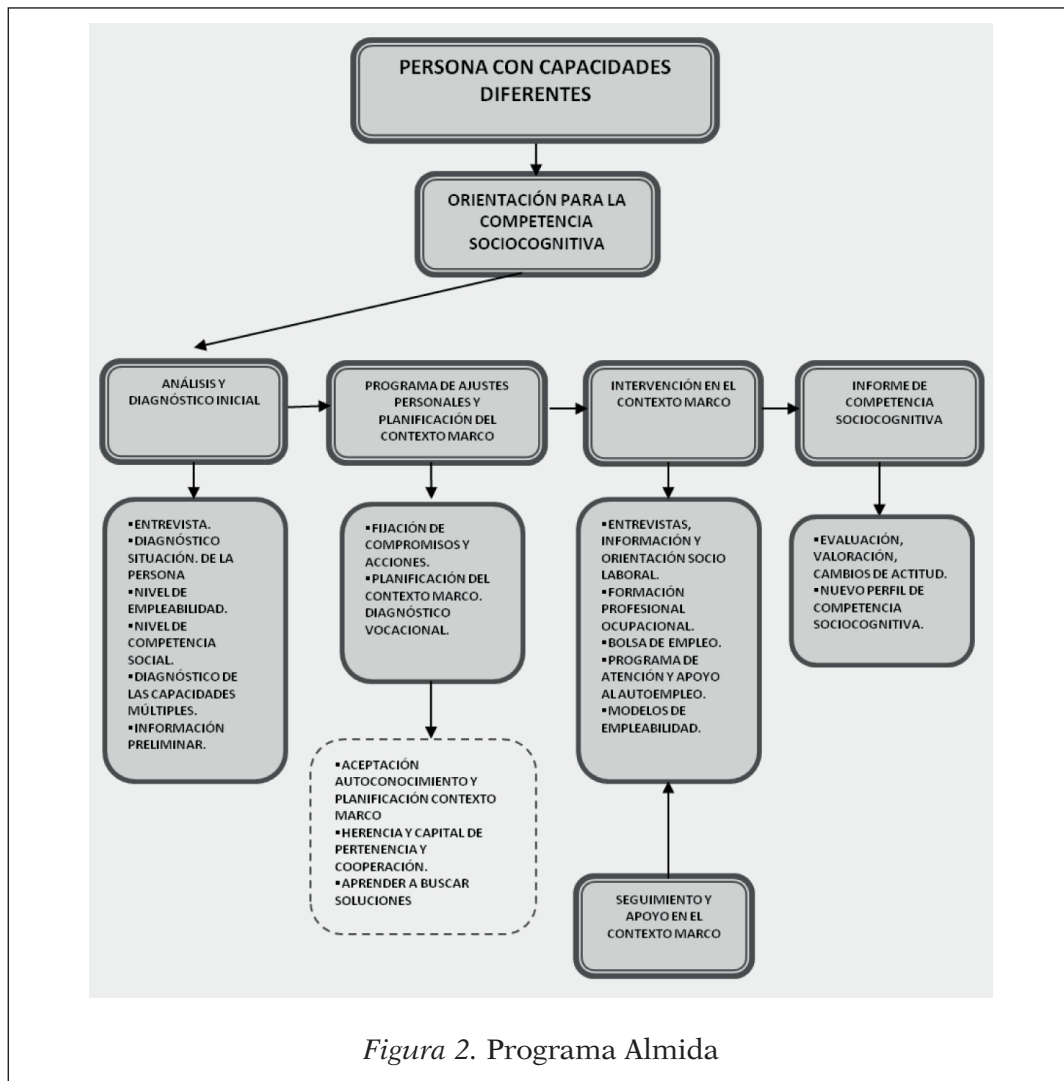 PERSONA CON CAPACIDADES
DIFERENTES
ORIENTACIÓN PARA LA
COMPETENCIA
SOCIOCOGNITIVA
ANÁLISIS Y
DIAGNÓSTICO INICIAL
PROGRAMA DE AJUSTES
PERSONALES Y
PLANIFICACIÓN DEL
CONTEXTO MARCO
INTERVENCIÓN EN EL
CONTEXTO MARCO
INFORME DE
COMPETENCIA
SOCIOCOGNITIVA
▪ENTREVISTA.
▪DIAGNÓSTICO
SITUACIÓN. DE LA
PERSONA
▪NIVEL DE
EMPLEABILIDAD.
▪NIVEL DE
COMPETENCIA
SOCIAL.
▪DIAGNÓSTICO DE
LAS CAPACIDADES
MÚLTIPLES.
▪INFORMACIÓN
PRELIMINAR.
▪FIJACIÓN DE
COMPROMISOS Y
ACCIONES.
▪PLANIFICACIÓN DEL
CONTEXTO MARCO.
DIAGNÓSTICO
VOCACIONAL.
▪ENTREVISTAS,
INFORMACIÓN Y
ORIENTACIÓN SOCIO
LABORAL.
▪FORMACIÓN
PROFESIONAL
OCUPACIONAL.
▪BOLSA DE EMPLEO.
▪PROGRAMA DE
ATENCIÓN Y APOYO
AL AUTOEMPLEO.
▪MODELOS DE
EMPLEABILIDAD.
▪EVALUACIÓN,
VALORACIÓN,
CAMBIOS DE ACTITUD.
▪NUEVO PERFIL DE
COMPETENCIA
SOCIOCOGNITIVA.
▪ACEPTACIÓN
AUTOCONOCIMIENTO Y
PLANIFICACIÓN CONTEXTO
MARCO
▪HERENCIA Y CAPITAL DE
PERTENENCIA Y
COOPERACIÓN.
▪APRENDER A BUSCAR
SOLUCIONES
SEGUIMIENTO Y
APOYO EN EL
CONTEXTO MARCO
Figura 2. Programa Almida